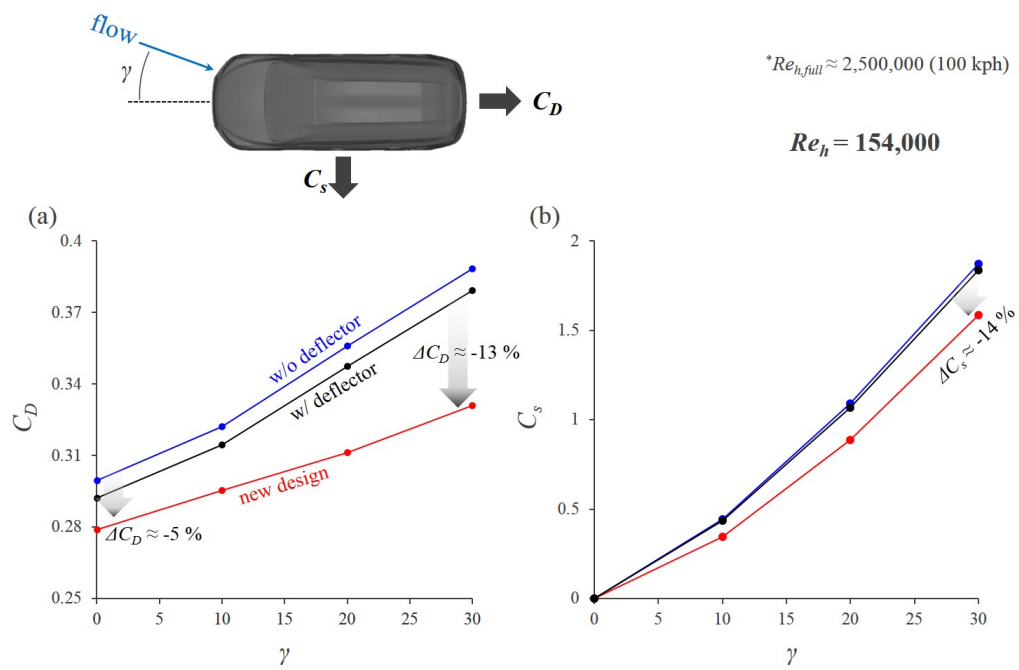 flow
γ
*Re_h,full ≈ 2,500,000 (100 kph)
C_D
Re_h = 154,000
C_s
(a)
0.4
0.37
0.34
0.31
0.28
0.25
C_D
w/o deflector
w/ deflector
new design
ΔC_D ≈ -13 %
ΔC_D ≈ -5 %
0 5 10 15 20 25 30
γ
(b)
2
1.5
1
0.5
0
C_s
ΔC_s ≈ -14 %
0 5 10 15 20 25 30
γ